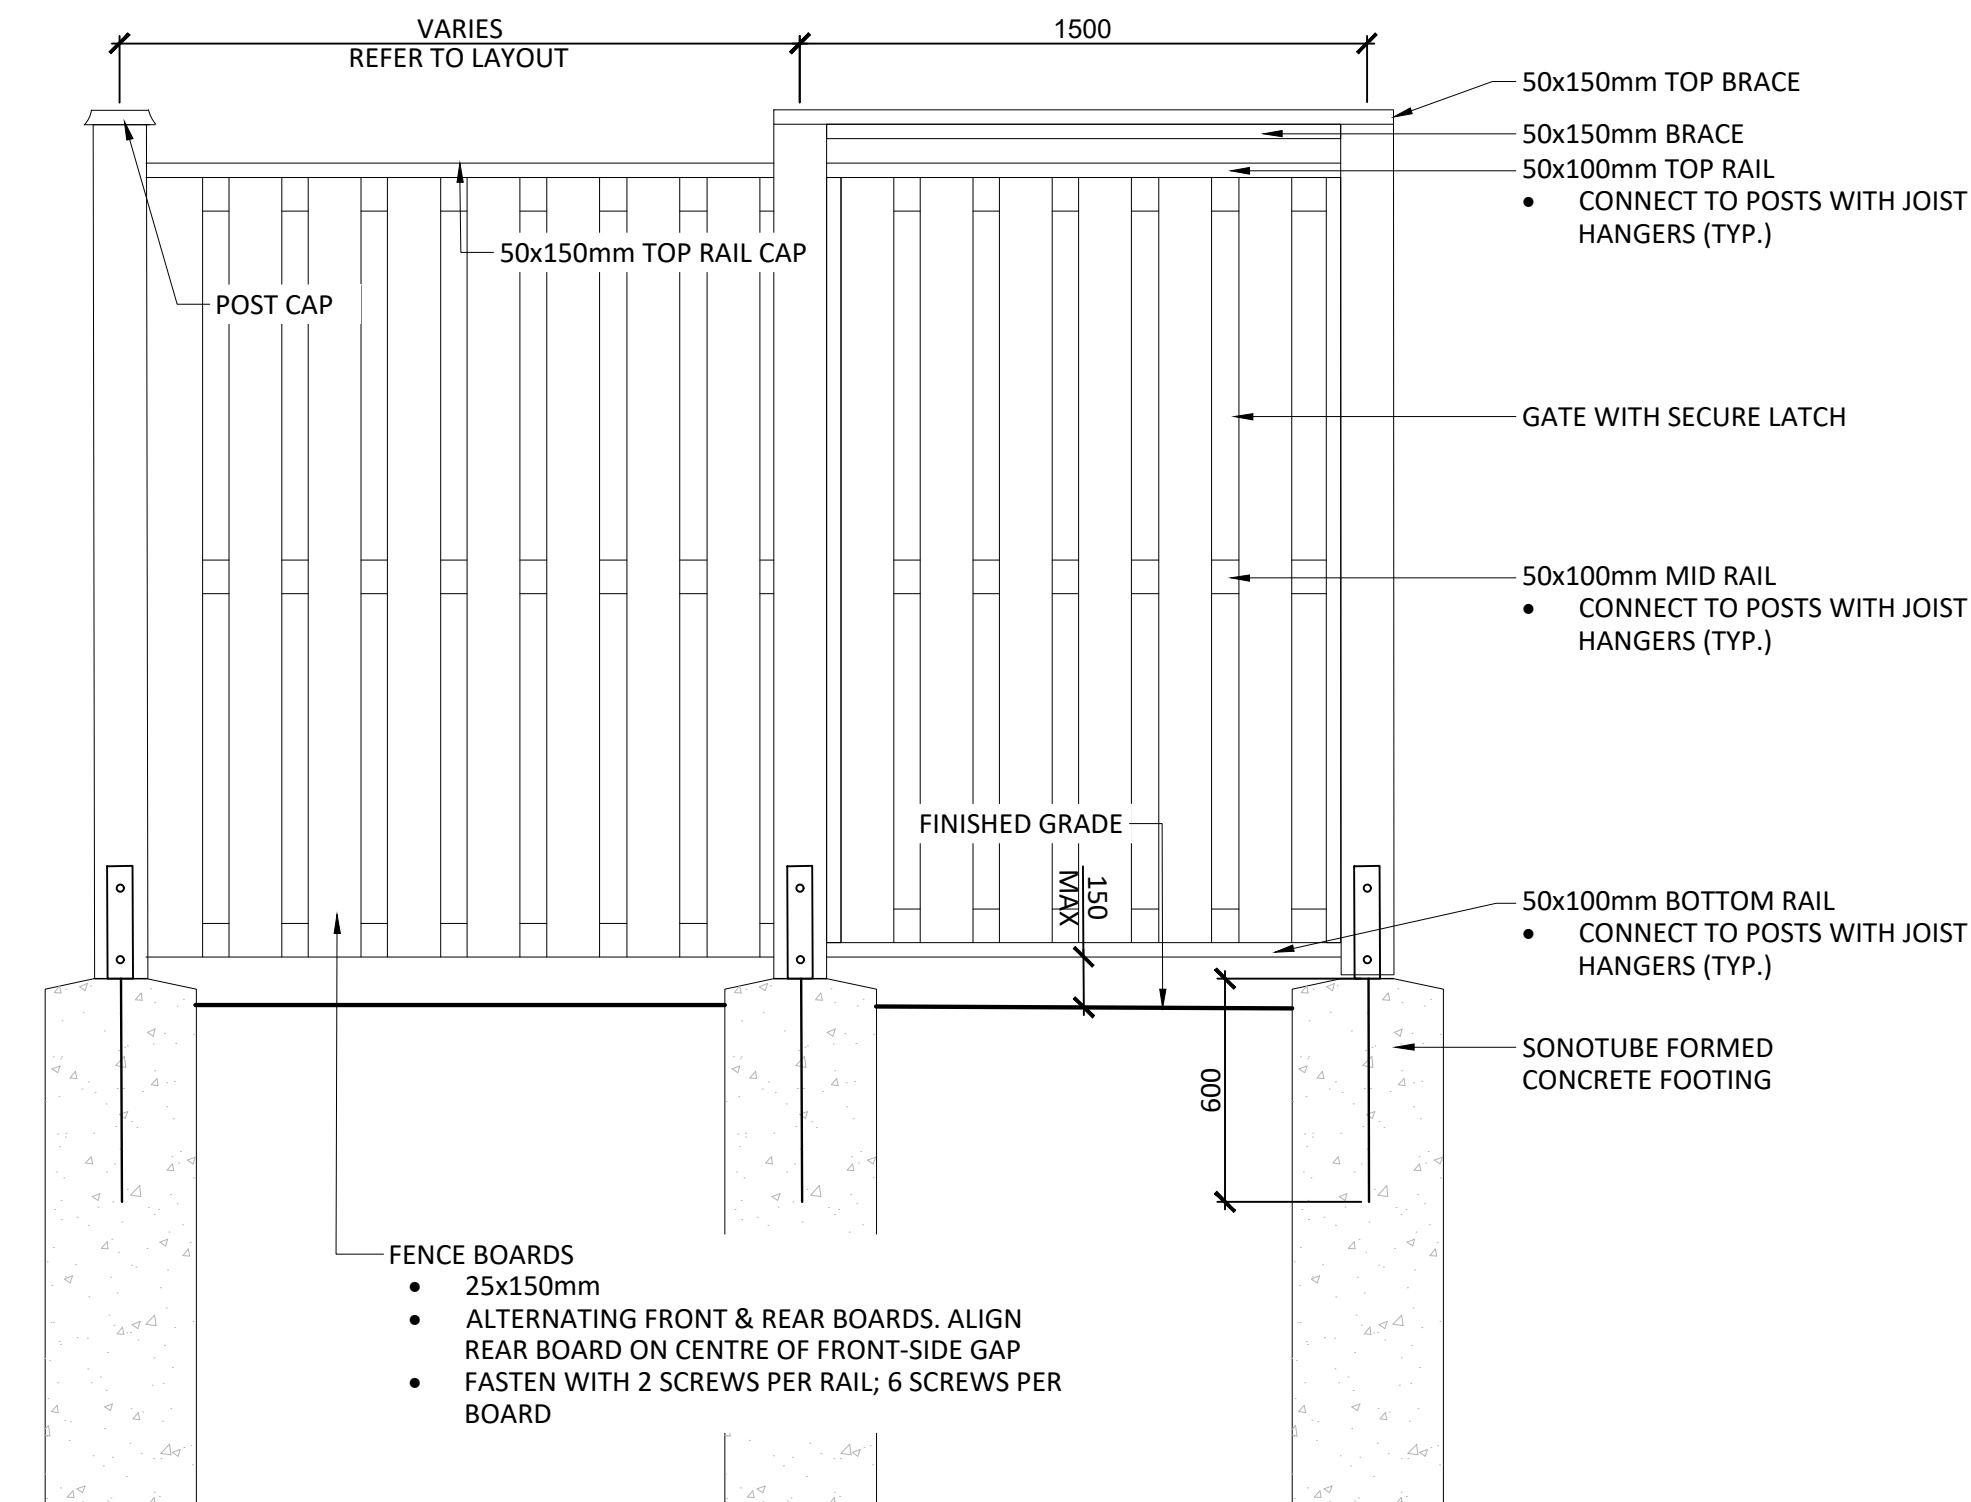 VARIES
REFER TO LAYOUT
1500
50x150mm TOP BRACE
50x150mm BRACE
50x100mm TOP RAIL
• CONNECT TO POSTS WITH JOIST
HANGERS (TYP.)
50x150mm TOP RAIL CAP
POST CAP
GATE WITH SECURE LATCH
50x100mm MID RAIL
• CONNECT TO POSTS WITH JOIST
HANGERS (TYP.)
FINISHED GRADE
150
MAX
50x100mm BOTTOM RAIL
• CONNECT TO POSTS WITH JOIST
HANGERS (TYP.)
600
SONOTUBE FORMED
CONCRETE FOOTING
FENCE BOARDS
• 25x150mm
• ALTERNATING FRONT & REAR BOARDS. ALIGN
REAR BOARD ON CENTRE OF FRONT-SIDE GAP
• FASTEN WITH 2 SCREWS PER RAIL; 6 SCREWS PER
BOARD